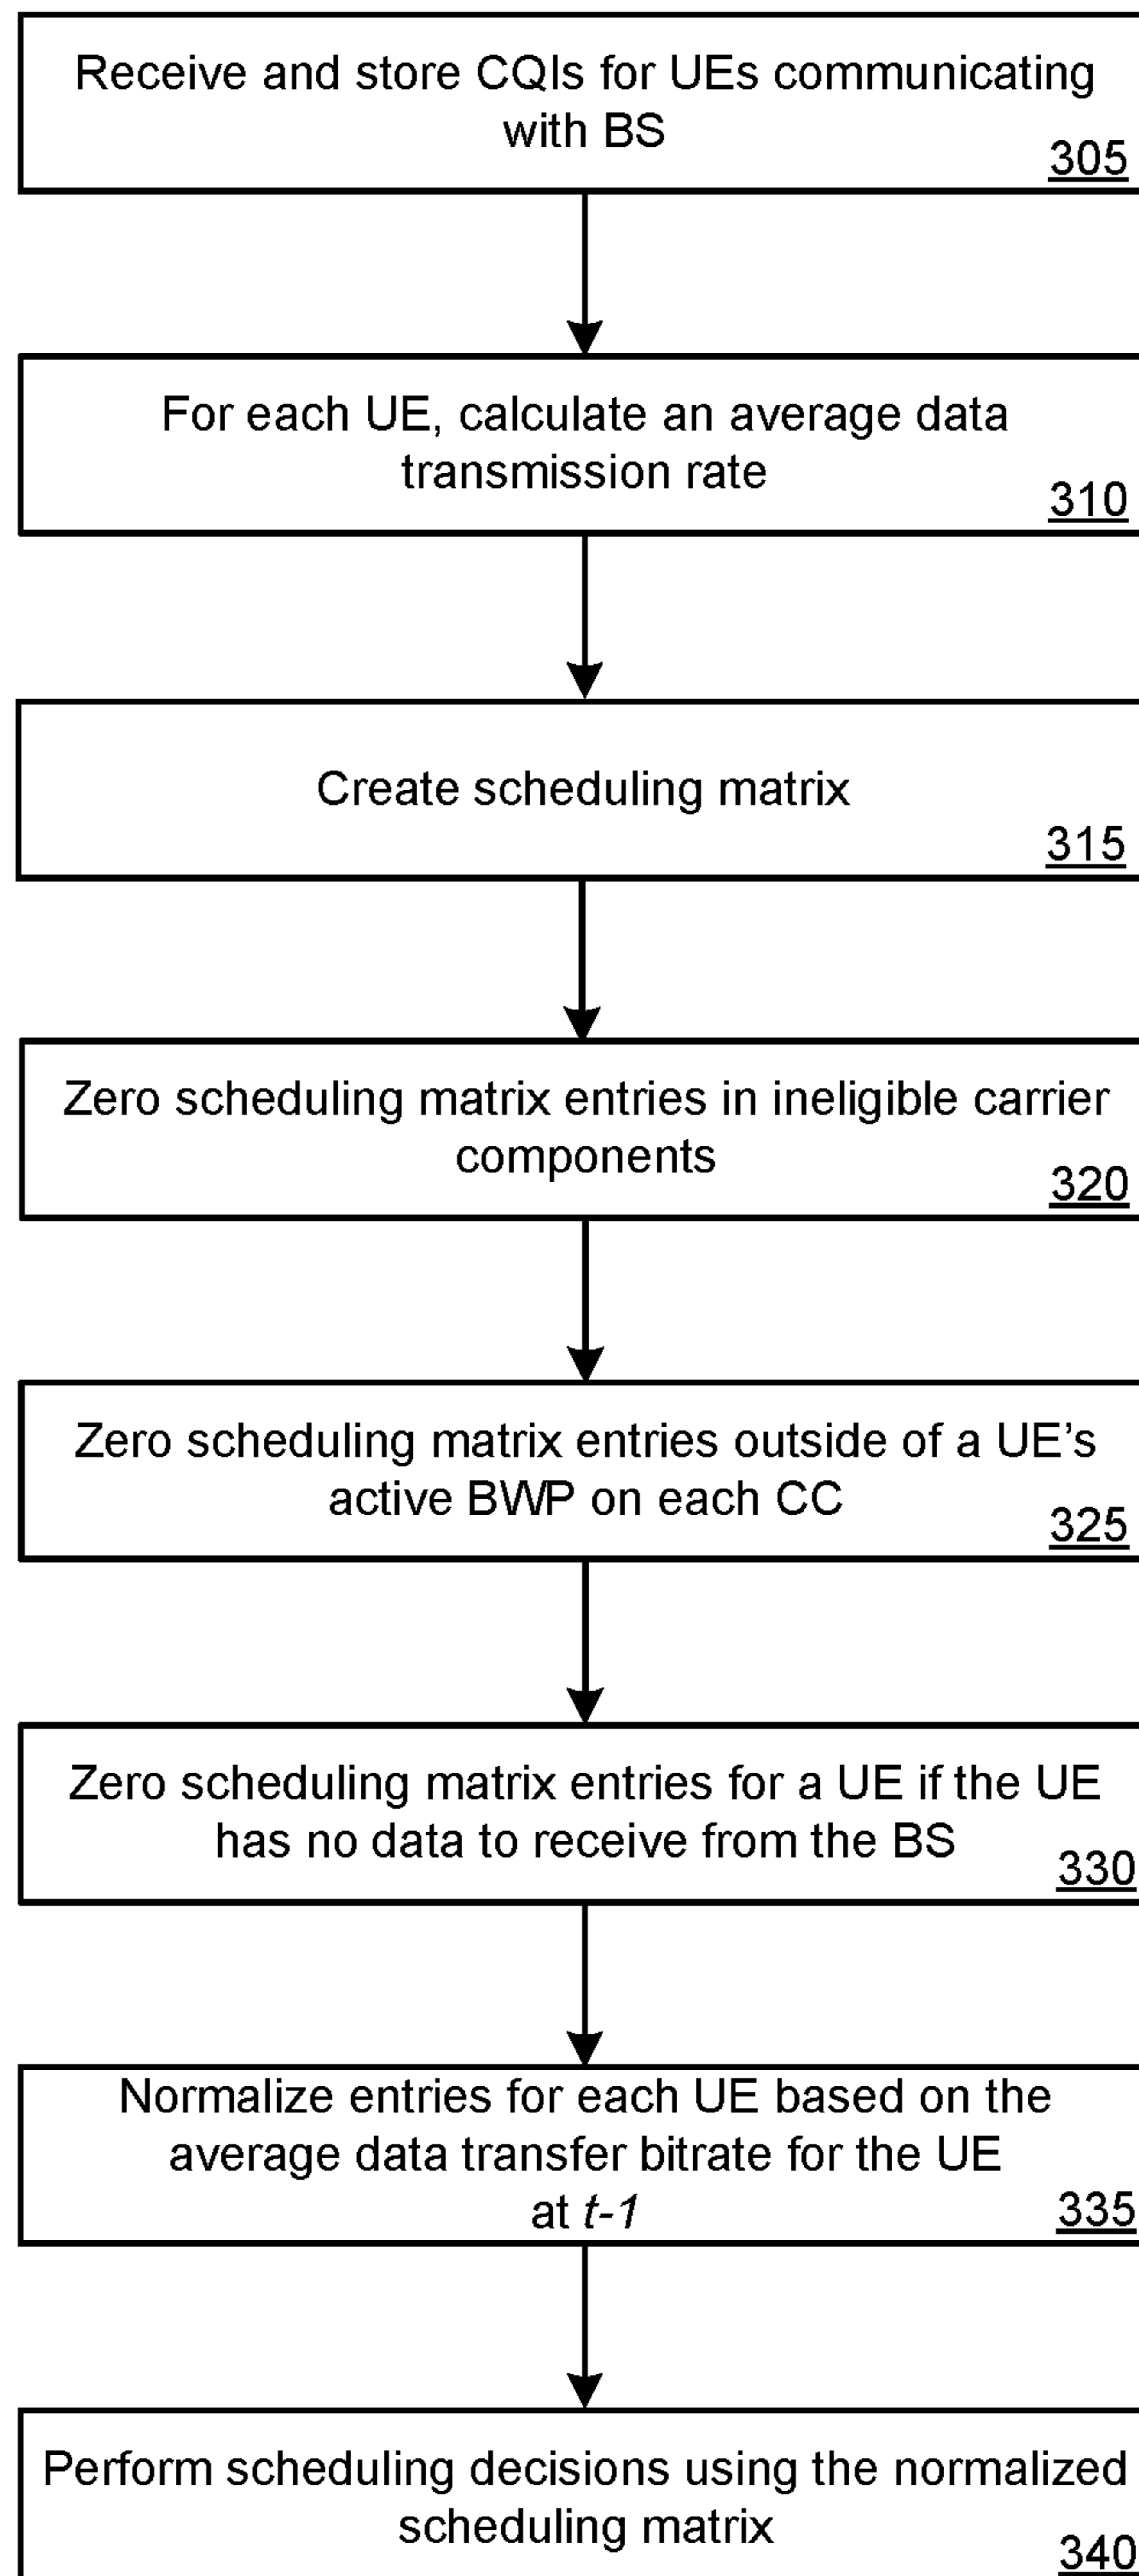 Receive and store CQIs for UEs communicating
with BS
305
For each UE, calculate an average data
transmission rate
310
Create scheduling matrix
315
Zero scheduling matrix entries in ineligible carrier
components
320
Zero scheduling matrix entries outside of a UE's
active BWP on each CC
325
Zero scheduling matrix entries for a UE if the UE
has no data to receive from the BS
330
Normalize entries for each UE based on the
average data transfer bitrate for the UE
at t-1
335
Perform scheduling decisions using the normalized
scheduling matrix
340